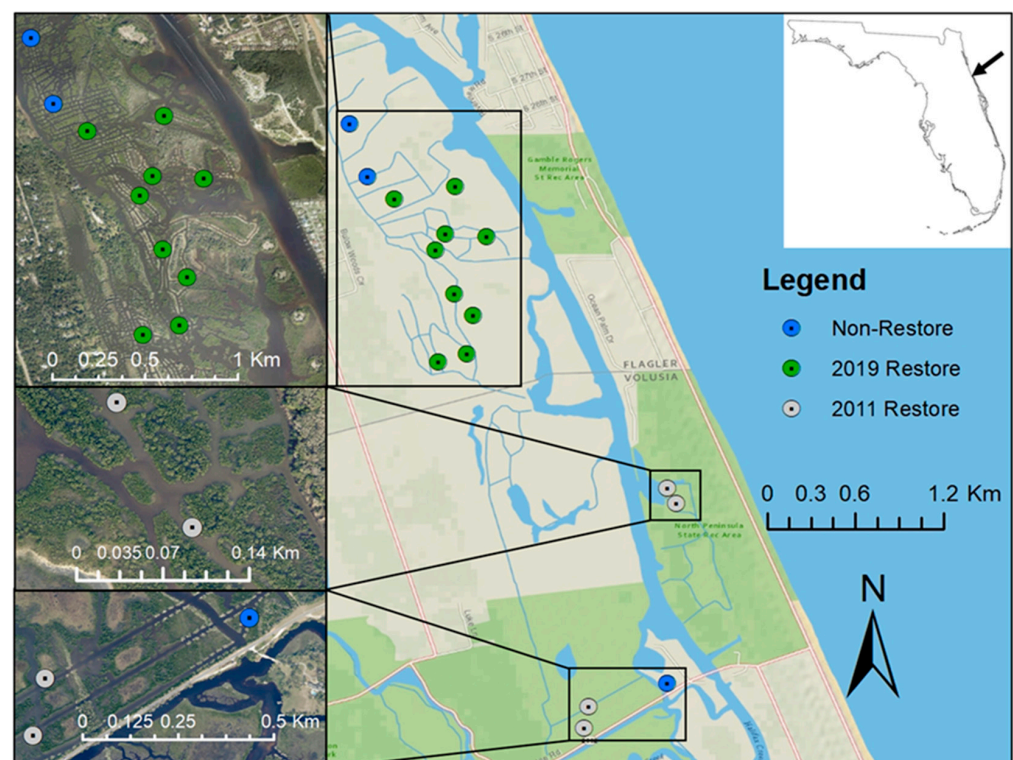 S 28th St
S 27th St
S 26th St
Gamble Rogers
Memorial
St Rec Area
Ocean Palm Dr
FLAGLER
VOLUSIA
North Peninsula
State Rec Area
0 0.25 0.5 1 Km
0 0.035 0.07 0.14 Km
0 0.125 0.25 0.5 Km
Legend
Non-Restore
2019 Restore
2011 Restore
0 0.3 0.6 1.2 Km
N